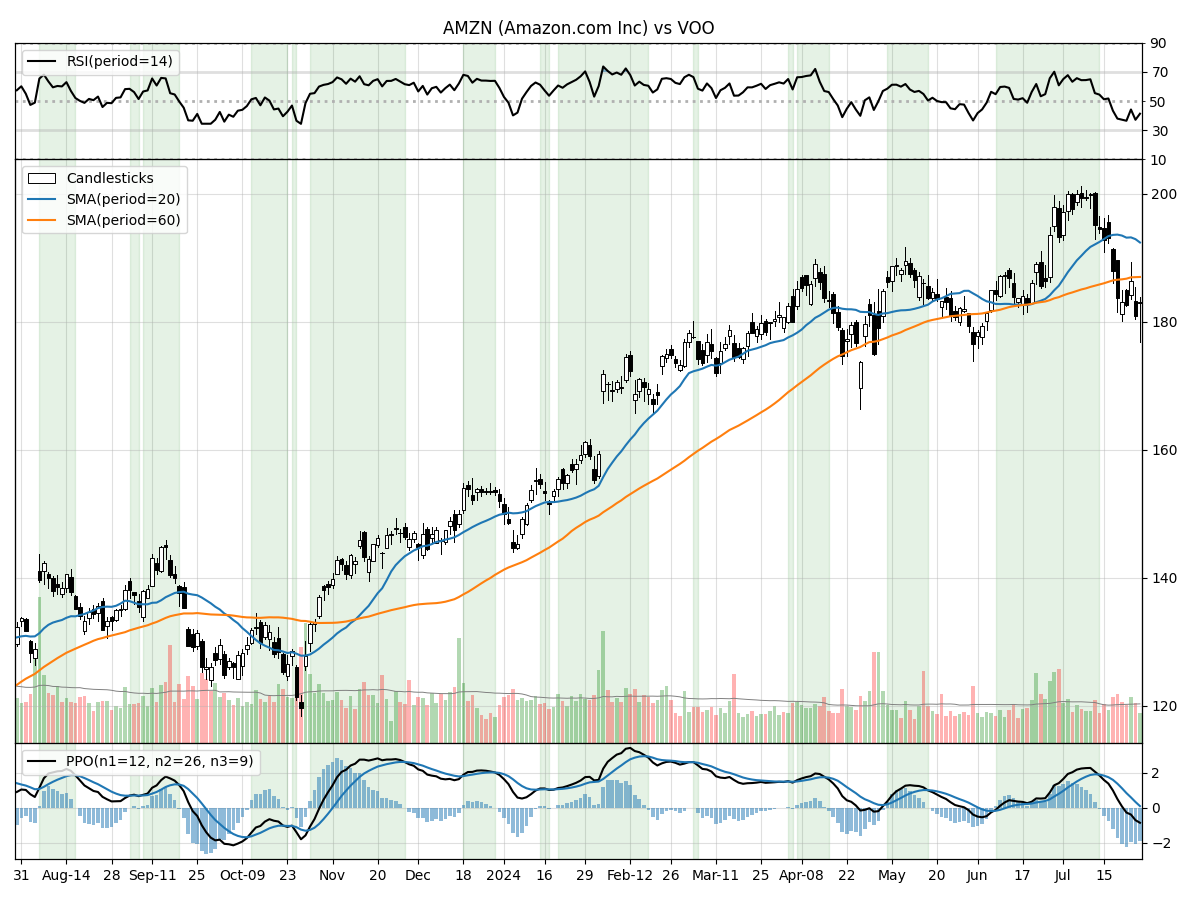 AMZN (Amazon.com Inc) vs VOO
RSI(period=14)
90
70
50
30
10
Candlesticks
SMA(period=20)
SMA(period=60)
200
180
160
140
120
PPO(n1=12, n2=26, n3=9)
2
0
−2
31 Aug-14 28 Sep-11 25 Oct-09 23 Nov 20 Dec 18 2024 16 29 Feb-12 26 Mar-11 25 Apr-08 22 May 20 Jun 17 Jul 15